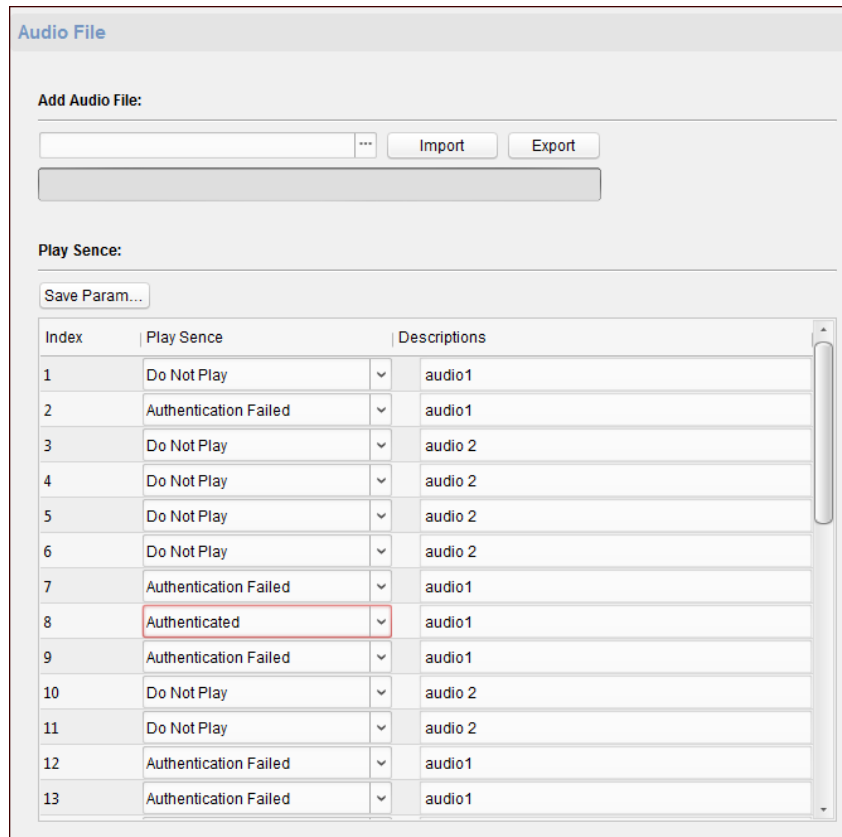 Audio File
Add Audio File:
... Import Export
Play Sence:
Save Param...
Index Play Sence Descriptions
1 Do Not Play audio1
2 Authentication Failed audio1
3 Do Not Play audio 2
4 Do Not Play audio 2
5 Do Not Play audio 2
6 Do Not Play audio 2
7 Authentication Failed audio1
8 Authenticated audio1
9 Authentication Failed audio1
10 Do Not Play audio 2
11 Do Not Play audio 2
12 Authentication Failed audio1
13 Authentication Failed audio1